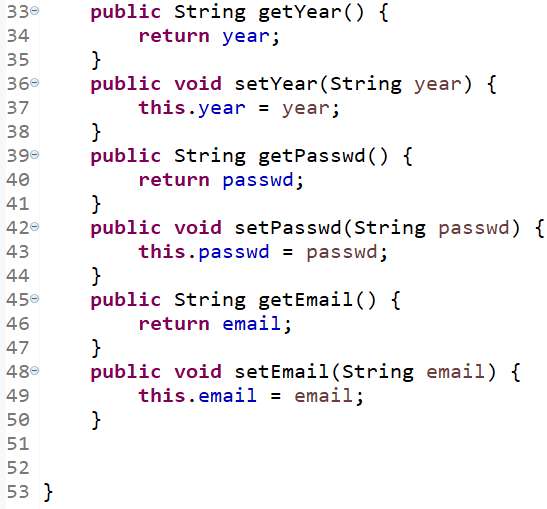 33 public String getYear() {
34 return year;
35 }
36 public void setYear(String year) {
37 this.year = year;
38 }
39 public String getPasswd() {
40 return passwd;
41 }
42 public void setPasswd(String passwd) {
43 this.passwd = passwd;
44 }
45 public String getEmail() {
46 return email;
47 }
48 public void setEmail(String email) {
49 this.email = email;
50 }
51
52
53 }